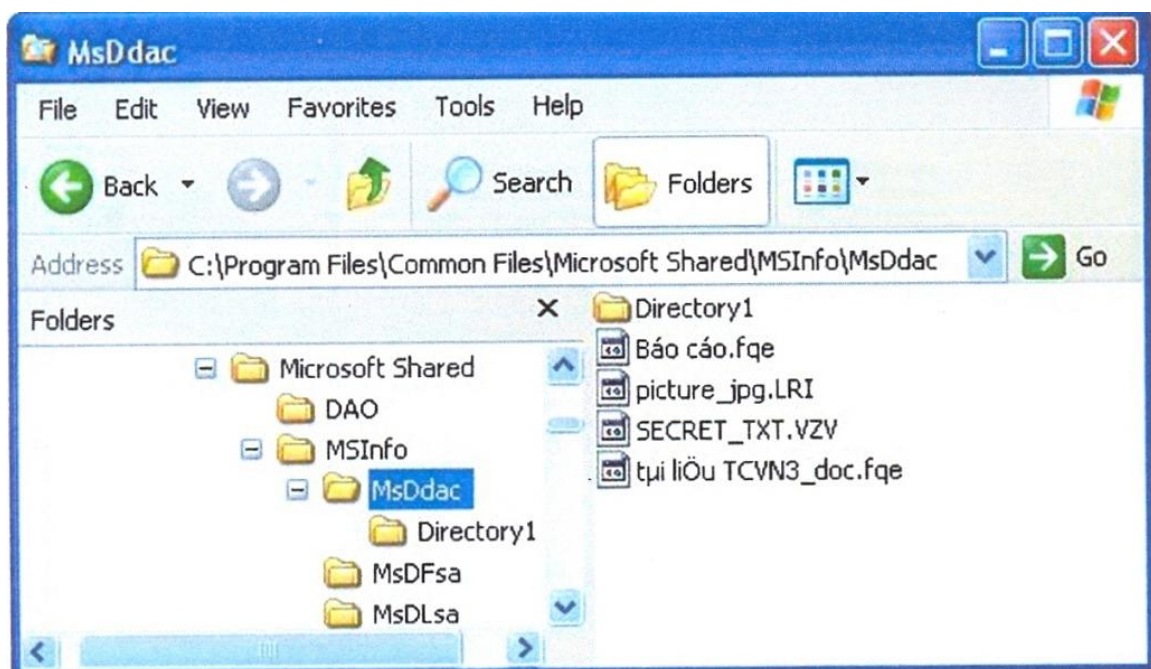 MsDdac
File Edit View Favorites Tools Help
Back Search Folders
Address C:\Program Files\Common Files\Microsoft Shared\MSInfo\MsDdac Go
Folders
Microsoft Shared
DAO
MSInfo
MsDdac
Directory1
MsDFsa
MsDLsa
Directory1
Báo cáo.fqe
picture_jpg.LRI
SECRET_TXT.VZV
tµi liÖu TCVN3_doc.fqe